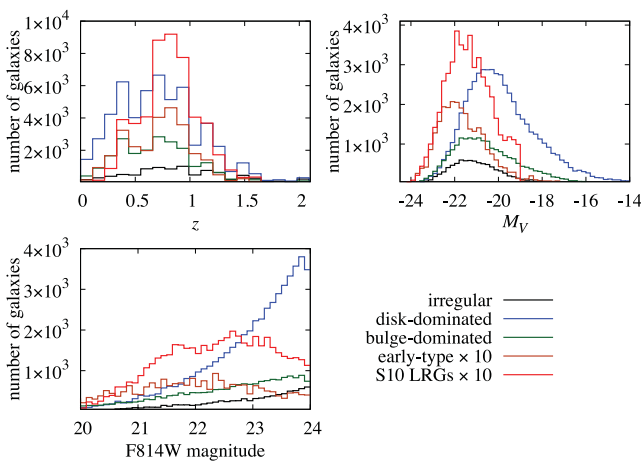 number of galaxies
1×10⁴
8×10³
6×10³
4×10³
2×10³
0 0.5 1 1.5 2
z
number of galaxies
4×10³
3×10³
2×10³
1×10³
-24 -22 -20 -18 -16 -14
M_V
number of galaxies
4×10³
3×10³
2×10³
1×10³
20 21 22 23 24
F814W magnitude
irregular
disk-dominated
bulge-dominated
early-type × 10
S10 LRGs × 10